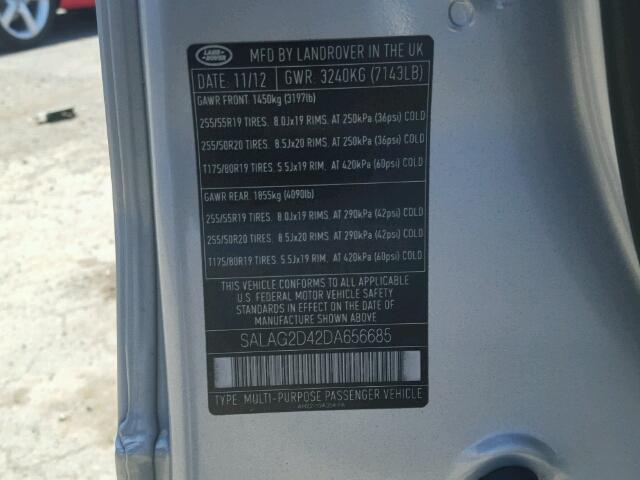 LAND ROVER
MFD BY LANDROVER IN THE UK
DATE: 11/12 GWR. 3240KG (7143LB)
GAWR FRONT: 1450kg (3197lb)
255/55R19 TIRES. 8.0Jx19 RIMS. AT 250kPa (36psi) COLD
255/50R20 TIRES. 8.5Jx20 RIMS. AT 250kPa (36psi) COLD
T175/80R19 TIRES. 5.5Jx19 RIM. AT 420kPa (60psi) COLD
GAWR REAR: 1855kg (4090lb)
255/55R19 TIRES. 8.0Jx19 RIMS. AT 290kPa (42psi) COLD
255/50R20 TIRES. 8.5Jx20 RIMS. AT 290kPa (42psi) COLD
T175/80R19 TIRES. 5.5Jx19 RIM. AT 420kPa (60psi) COLD
THIS VEHICLE CONFORMS TO ALL APPLICABLE
U.S. FEDERAL MOTOR VEHICLE SAFETY
STANDARDS IN EFFECT ON THE DATE OF
MANUFACTURE SHOWN ABOVE
SALAG2D42DA656685
TYPE: MULTI-PURPOSE PASSENGER VEHICLE